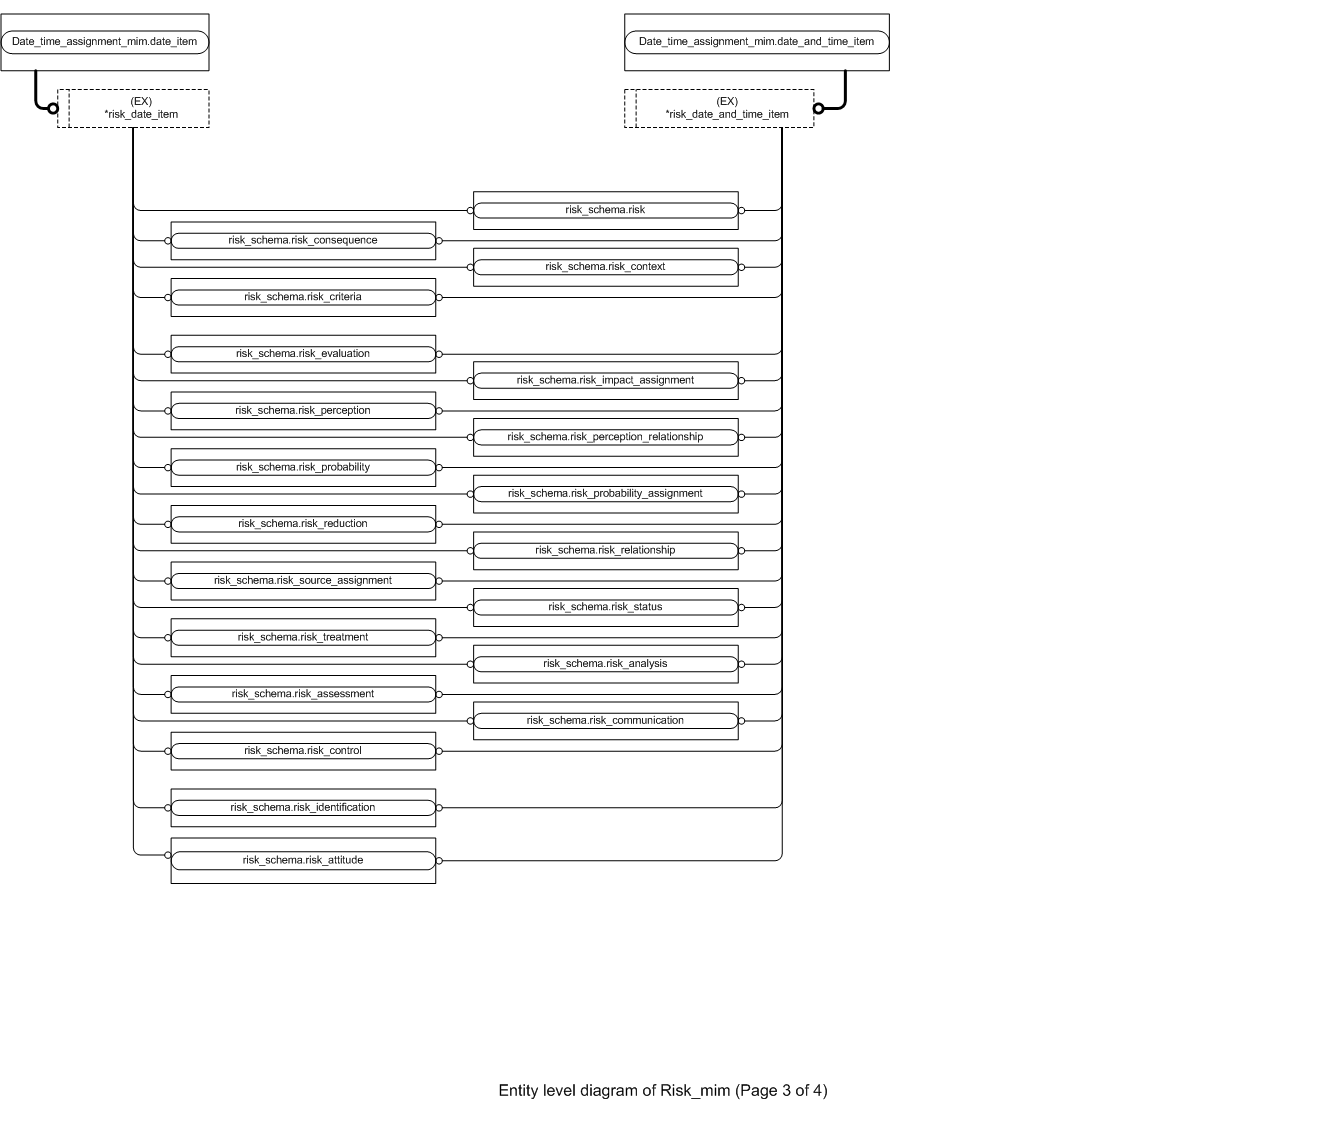 Date_time_assignment_mim.date_item
Date_time_assignment_mim.date_and_time_item
(EX)
*risk_date_item
(EX)
*risk_date_and_time_item
risk_schema.risk
risk_schema.risk_consequence
risk_schema.risk_context
risk_schema.risk_criteria
risk_schema.risk_evaluation
risk_schema.risk_impact_assignment
risk_schema.risk_perception
risk_schema.risk_perception_relationship
risk_schema.risk_probability
risk_schema.risk_probability_assignment
risk_schema.risk_reduction
risk_schema.risk_relationship
risk_schema.risk_source_assignment
risk_schema.risk_status
risk_schema.risk_treatment
risk_schema.risk_analysis
risk_schema.risk_assessment
risk_schema.risk_communication
risk_schema.risk_control
risk_schema.risk_identification
risk_schema.risk_attitude
Entity level diagram of Risk_mim (Page 3 of 4)